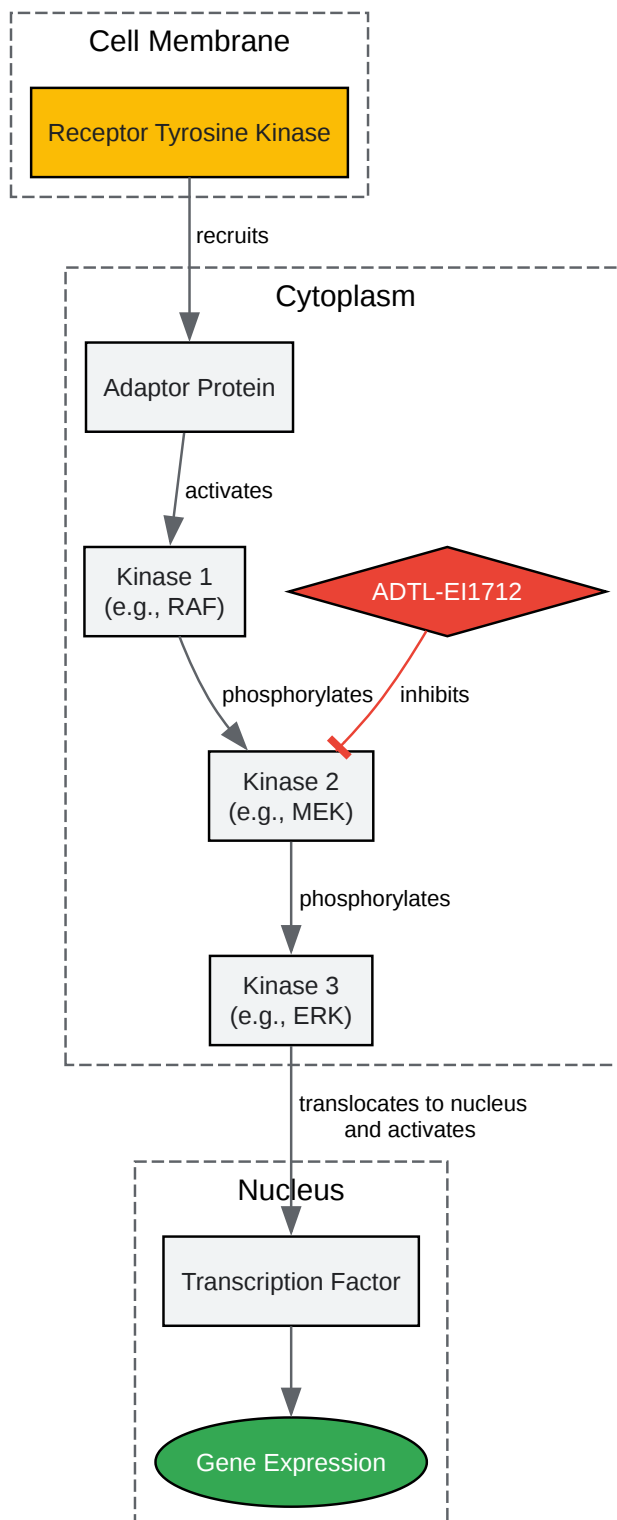 Cell Membrane
Receptor Tyrosine Kinase
recruits
Cytoplasm
Adaptor Protein
activates
Kinase 1
(e.g., RAF)
ADTL-EI1712
phosphorylates
inhibits
Kinase 2
(e.g., MEK)
phosphorylates
Kinase 3
(e.g., ERK)
translocates to nucleus
and activates
Nucleus
Transcription Factor
Gene Expression